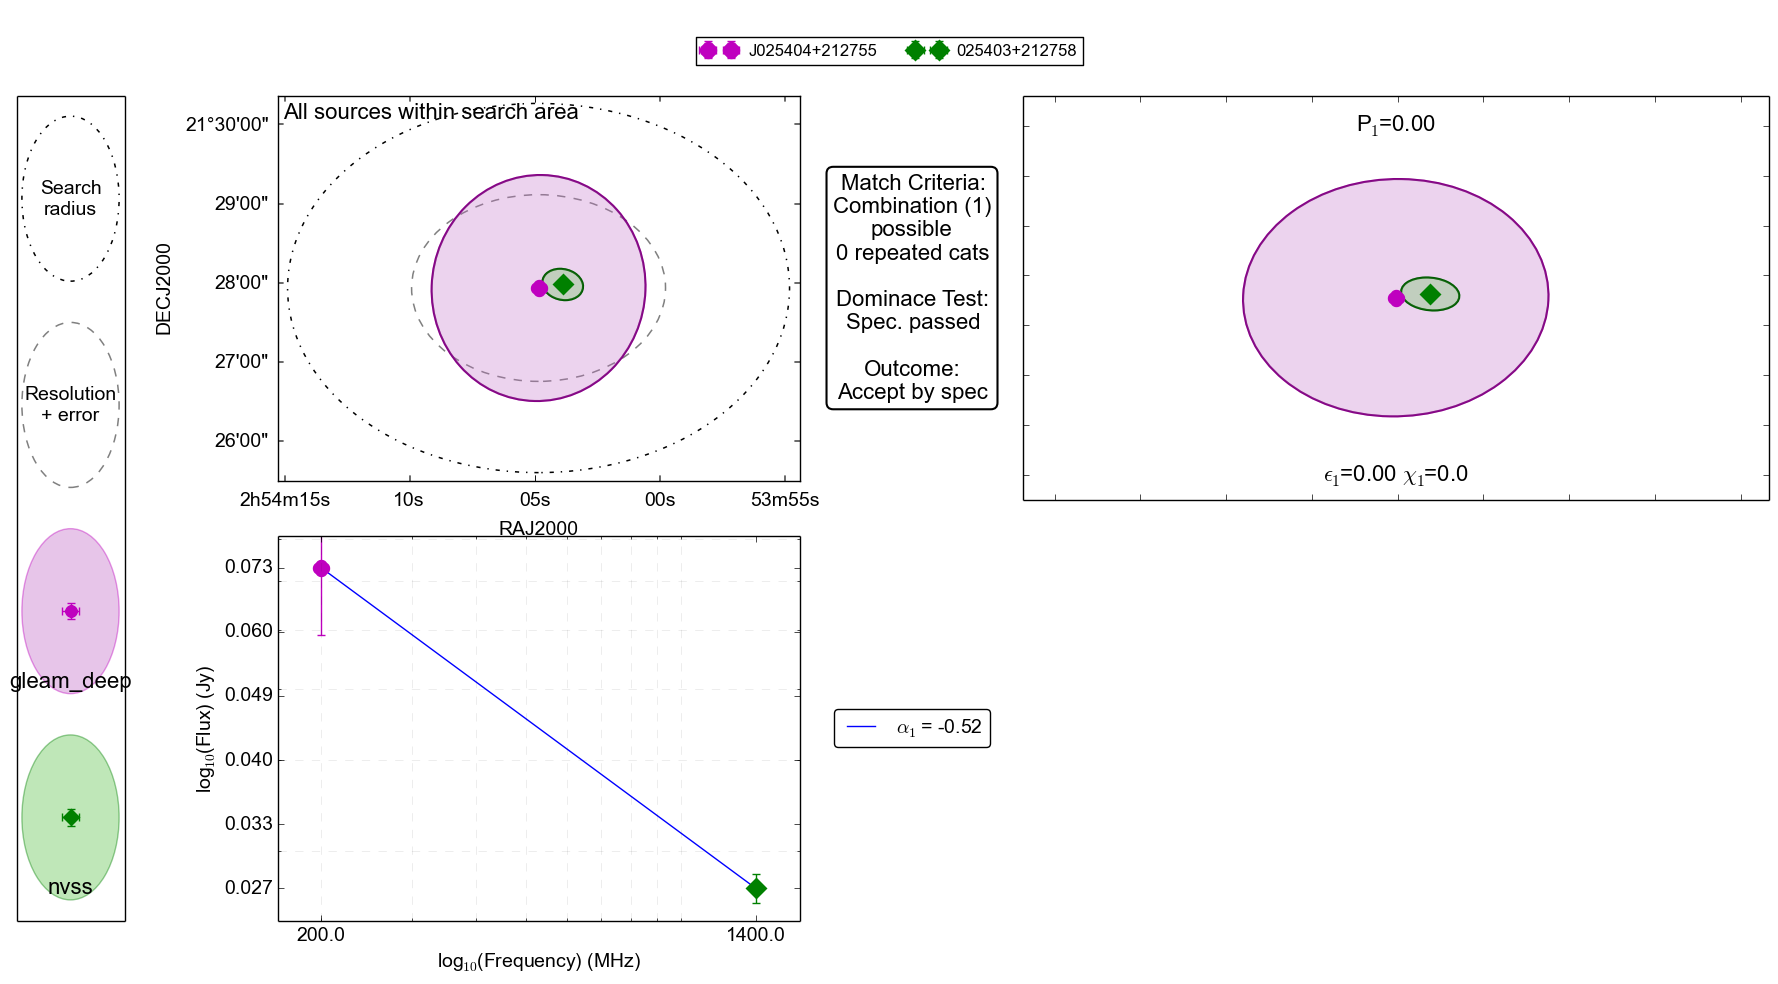 J025404+212755
025403+212758
Search
radius
Resolution
+ error
gleam_deep
nvss
All sources within search area
21°30'00"
29'00"
28'00"
27'00"
26'00"
DECJ2000
2h54m15s
10s
05s
00s
53m55s
RAJ2000
Match Criteria:
Combination (1)
possible
0 repeated cats
Dominace Test:
Spec. passed
Outcome:
Accept by spec
P₁=0.00
ϵ₁=0.00 χ₁=0.0
0.073
0.060
0.049
0.040
0.033
0.027
log₁₀(Flux) (Jy)
200.0
1400.0
log₁₀(Frequency) (MHz)
α₁ = -0.52